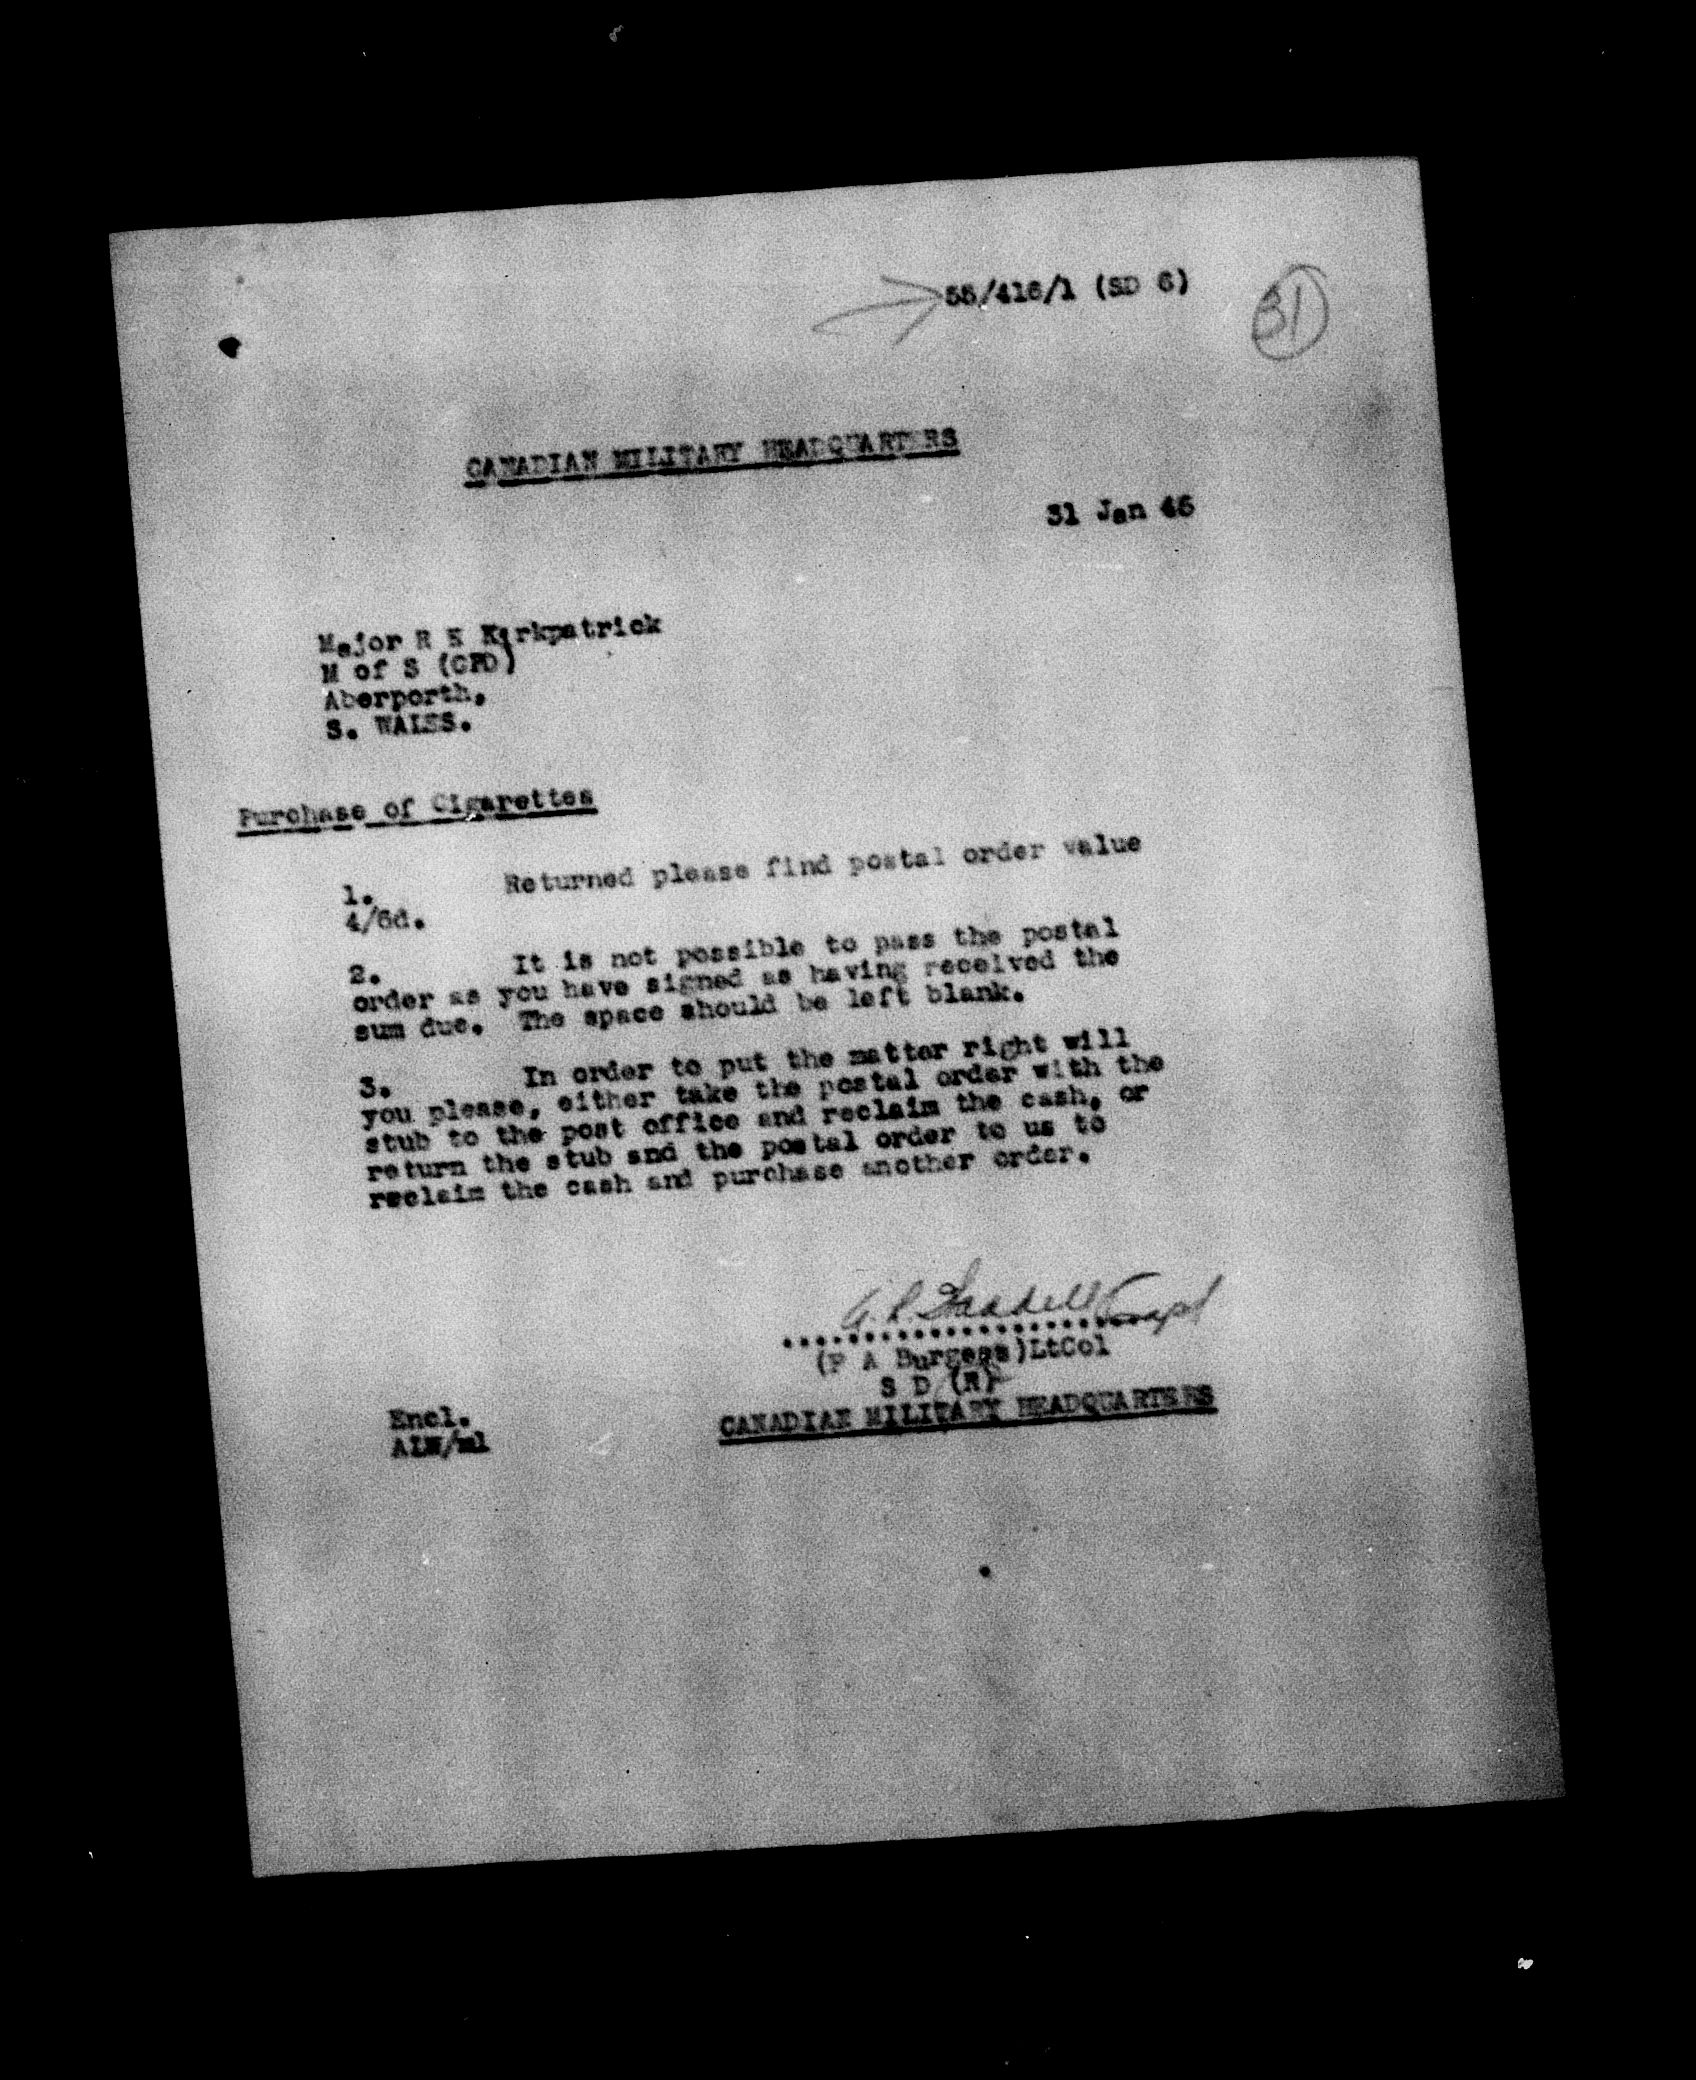 55/416/1 (SD 6)
31
CANADIAN MILITARY HEADQUARTERS
31 Jan 45
Major R K Kirkpatrick
M of S (CPD)
Aberporth,
S. WALES.
Purchase of CIgarettes
1. Returned please find postal order value
4/6d.
2. It is not possible to pass the postal
order as you have signed as having received the
sum due. The space should be left blank.
3. In order to put the matter right will
you please, either take the postal order with the
stub to the post office and reclaim the cash, or
return the stub and the postal order to us to
reclaim the cash and purchase another order.
Capt
(P A Burgess)LtCol
S D (R)
CANADIAN MILITARY HEADQUARTERS
Encl.